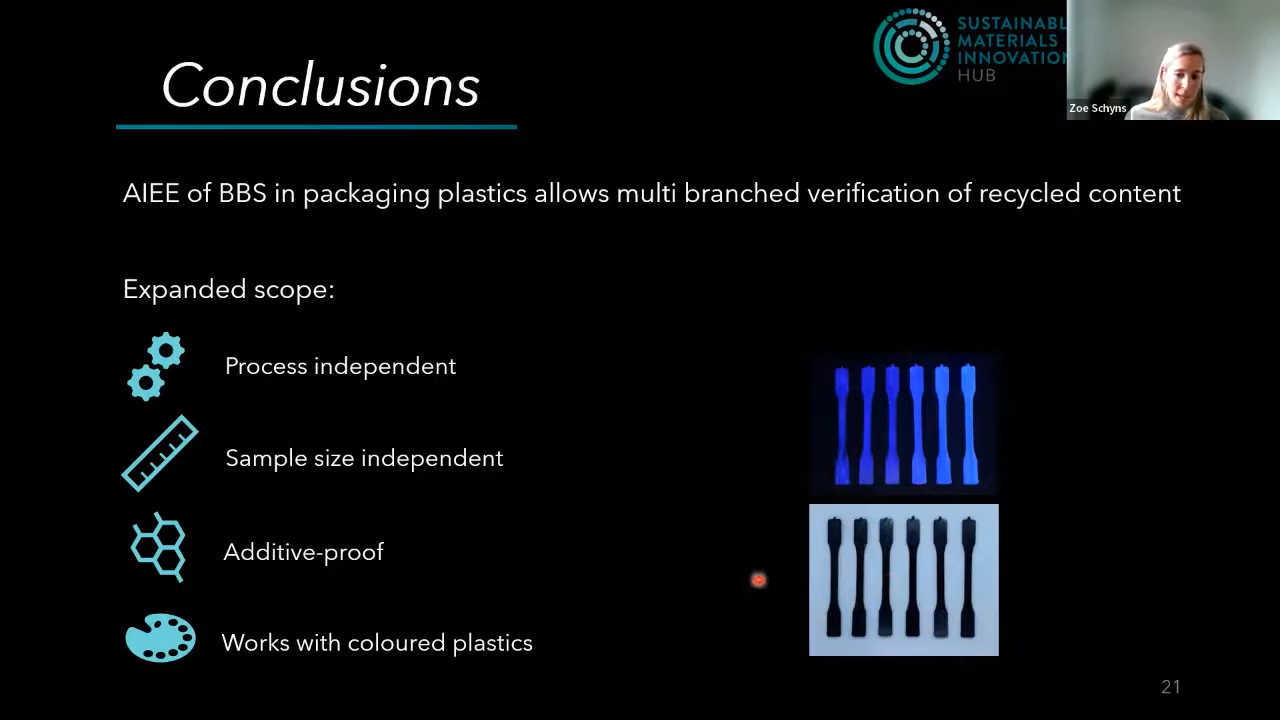 Conclusions
SUSTAINABL
MATERIALS
INNOVATION
HUB
Zoe Schyns
AIEE of BBS in packaging plastics allows multi branched verification of recycled content
Expanded scope:
Process independent
Sample size independent
Additive-proof
Works with coloured plastics
21